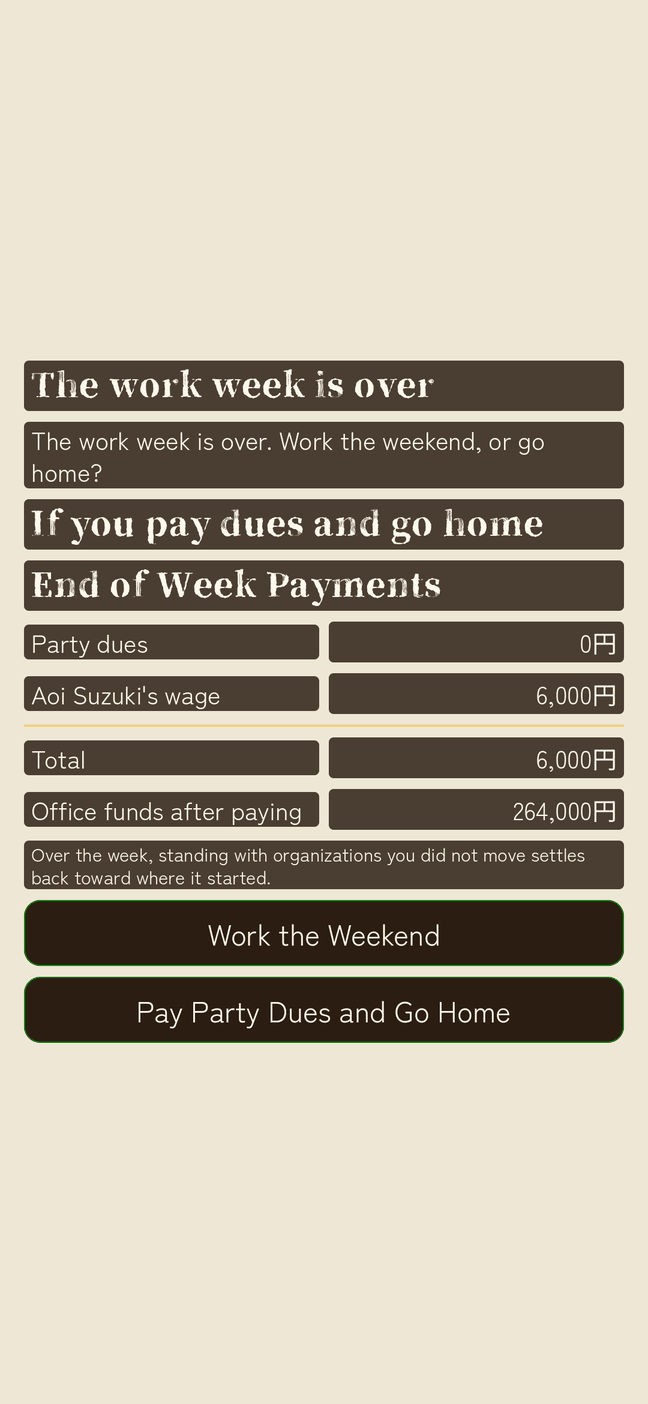 The work week is over
The work week is over. Work the weekend, or go
home?
If you pay dues and go home
End of Week Payments
Party dues 0円
Aoi Suzuki's wage 6,000円
Total 6,000円
Office funds after paying 264,000円
Over the week, standing with organizations you did not move settles
back toward where it started.
Work the Weekend
Pay Party Dues and Go Home